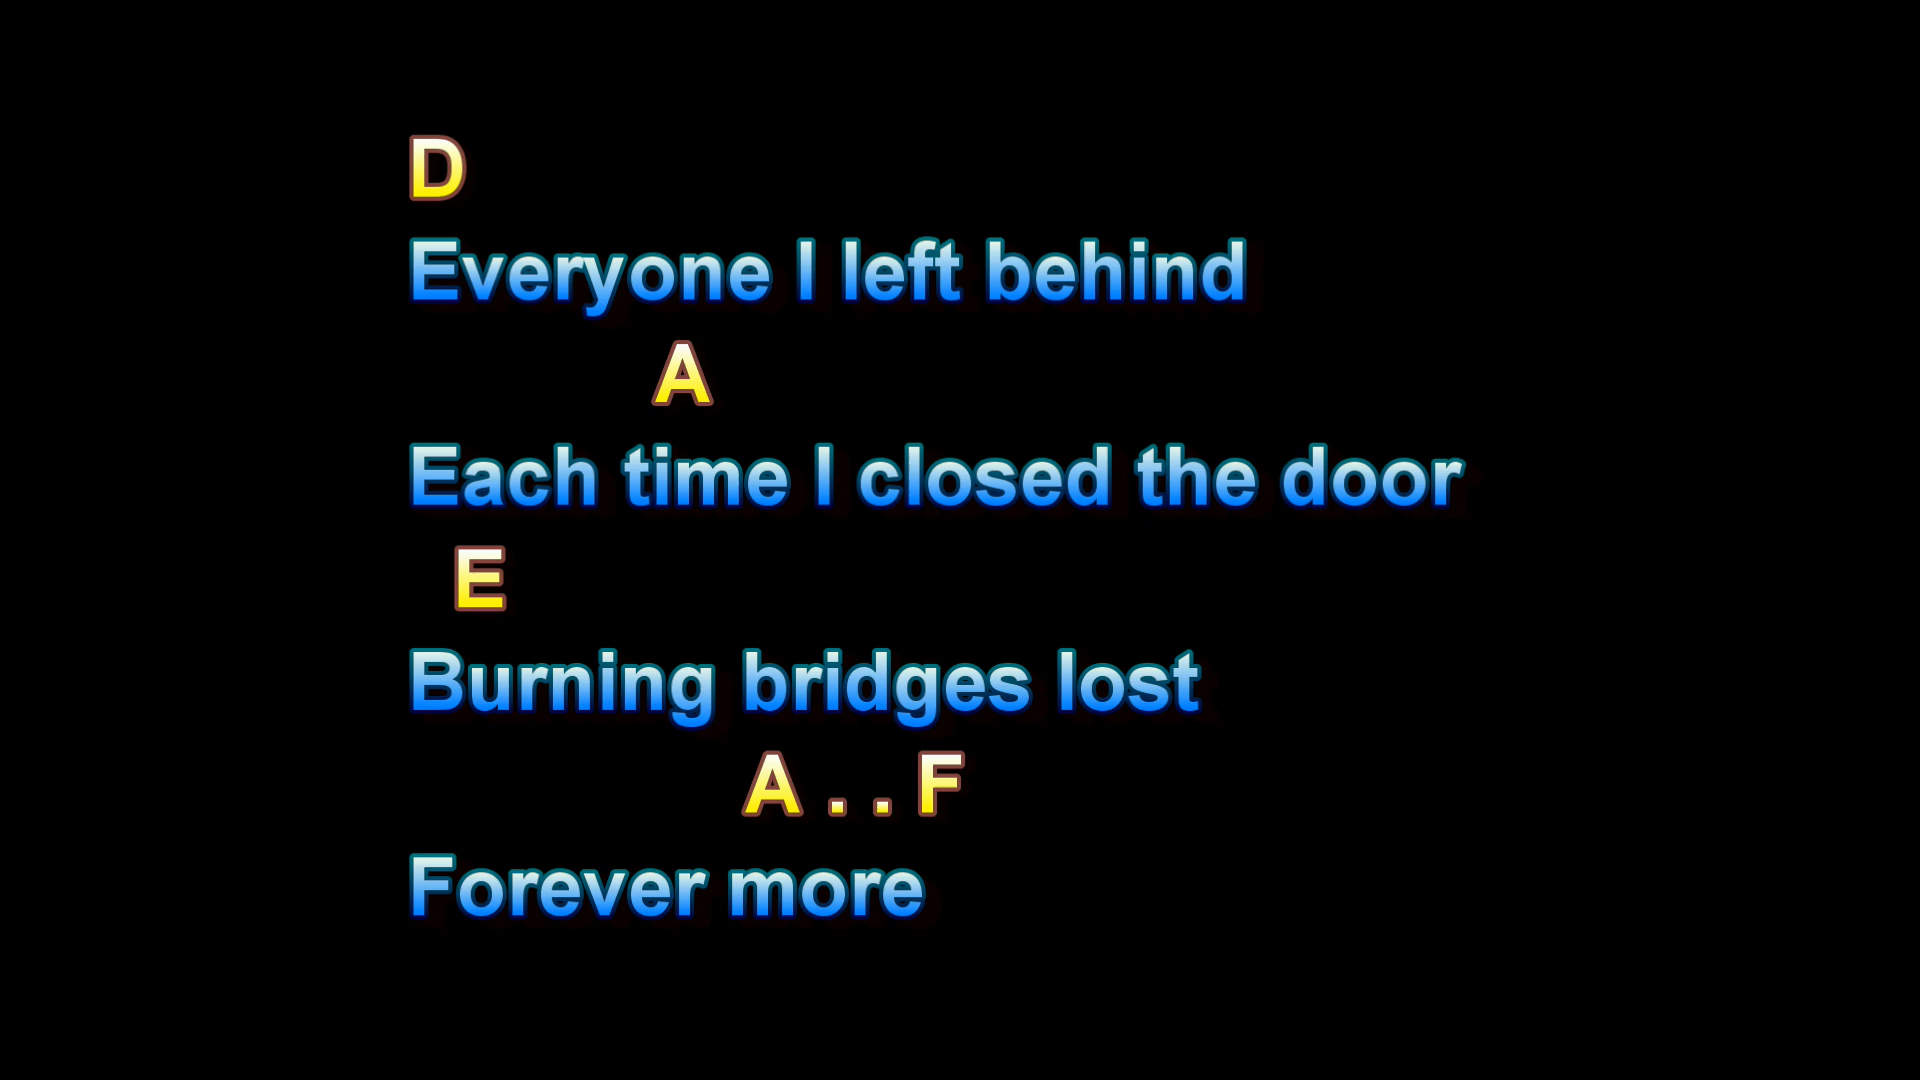 D
Everyone I left behind
A
Each time I closed the door
E
Burning bridges lost
A . . F
Forever more